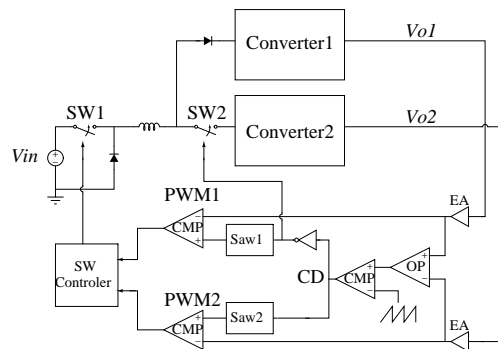 Vo1
Converter1
SW1
SW2
Vo2
Converter2
Vin
+
−
PWM1
EA
−
CMP
+
Saw1
SW
Controler
CD
+
CMP
−
+
OP
−
PWM2
+
CMP
−
Saw2
EA